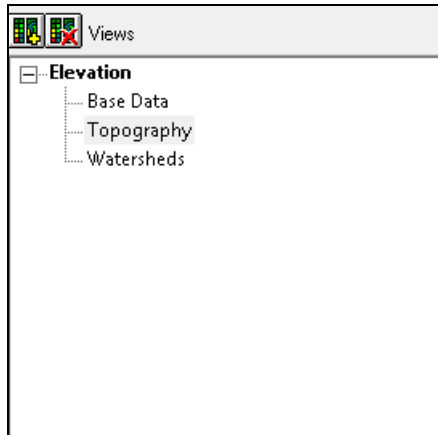 Views
Elevation
Base Data
Topography
Watersheds